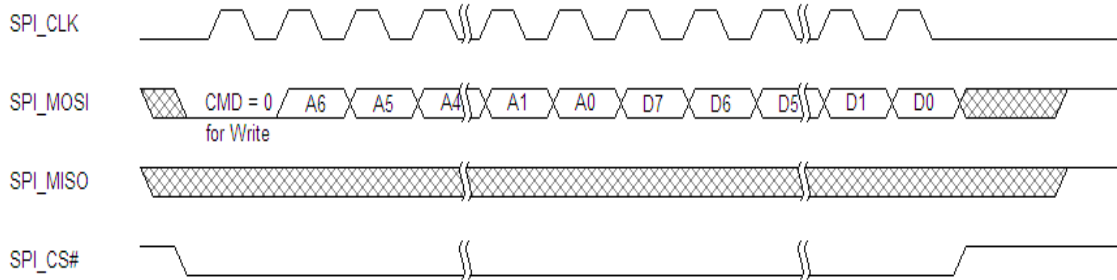 SPI_CLK
SPI_MOSI CMD = 0 A6 A5 A4 A1 A0 D7 D6 D5 D1 D0
for Write
SPI_MISO
SPI_CS#